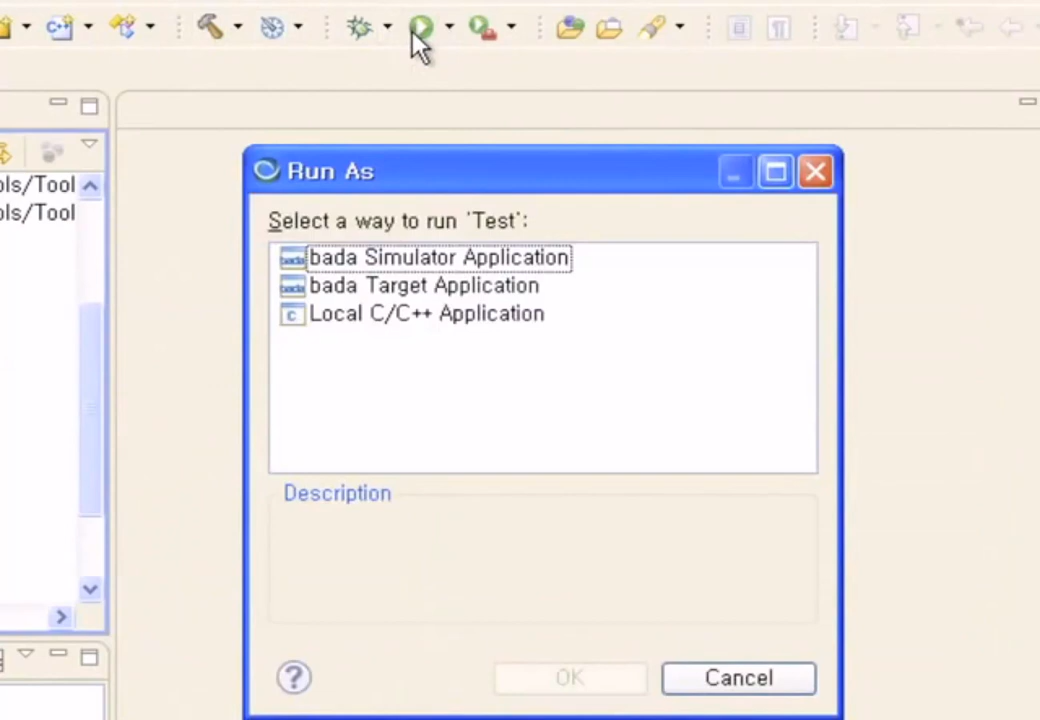 Run As
ols/Tool
ols/Tool
Select a way to run 'Test':
bada Simulator Application
bada Target Application
Local C/C++ Application
Description
OK
Cancel